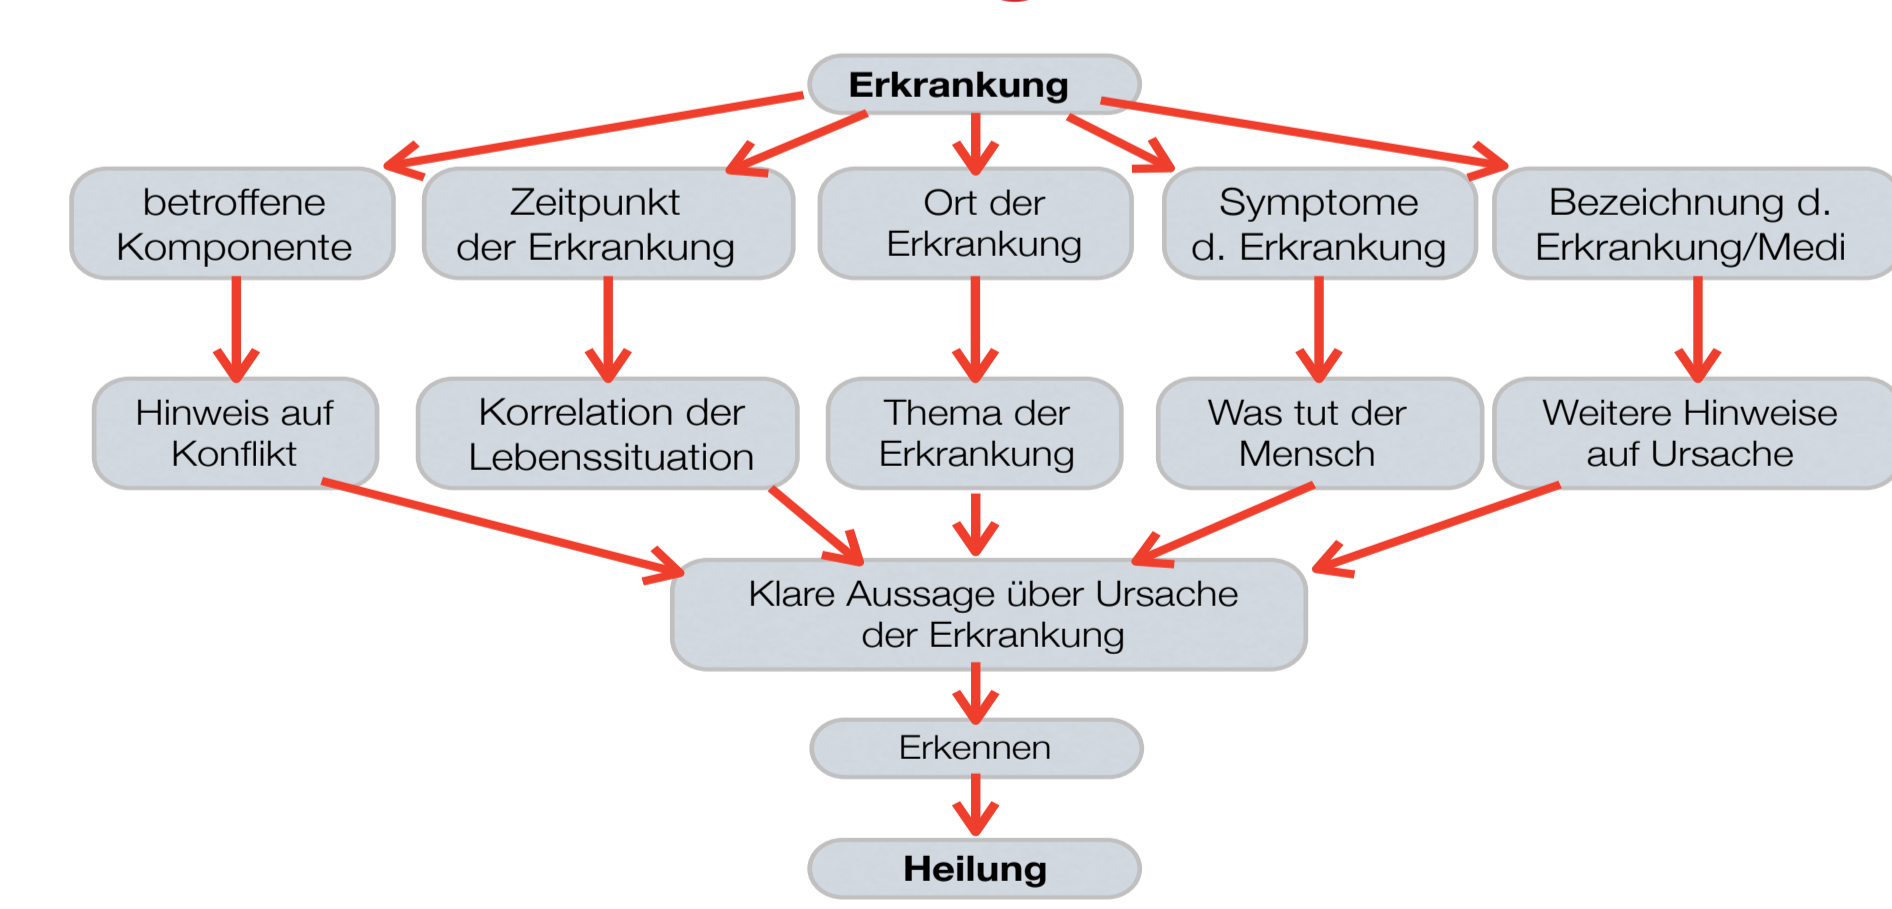 Erkrankung
betroffene
Komponente
Zeitpunkt
der Erkrankung
Ort der
Erkrankung
Symptome
d. Erkrankung
Bezeichnung d.
Erkrankung/Medi
Hinweis auf
Konflikt
Korrelation der
Lebenssituation
Thema der
Erkrankung
Was tut der
Mensch
Weitere Hinweise
auf Ursache
Klare Aussage über Ursache
der Erkrankung
Erkennen
Heilung